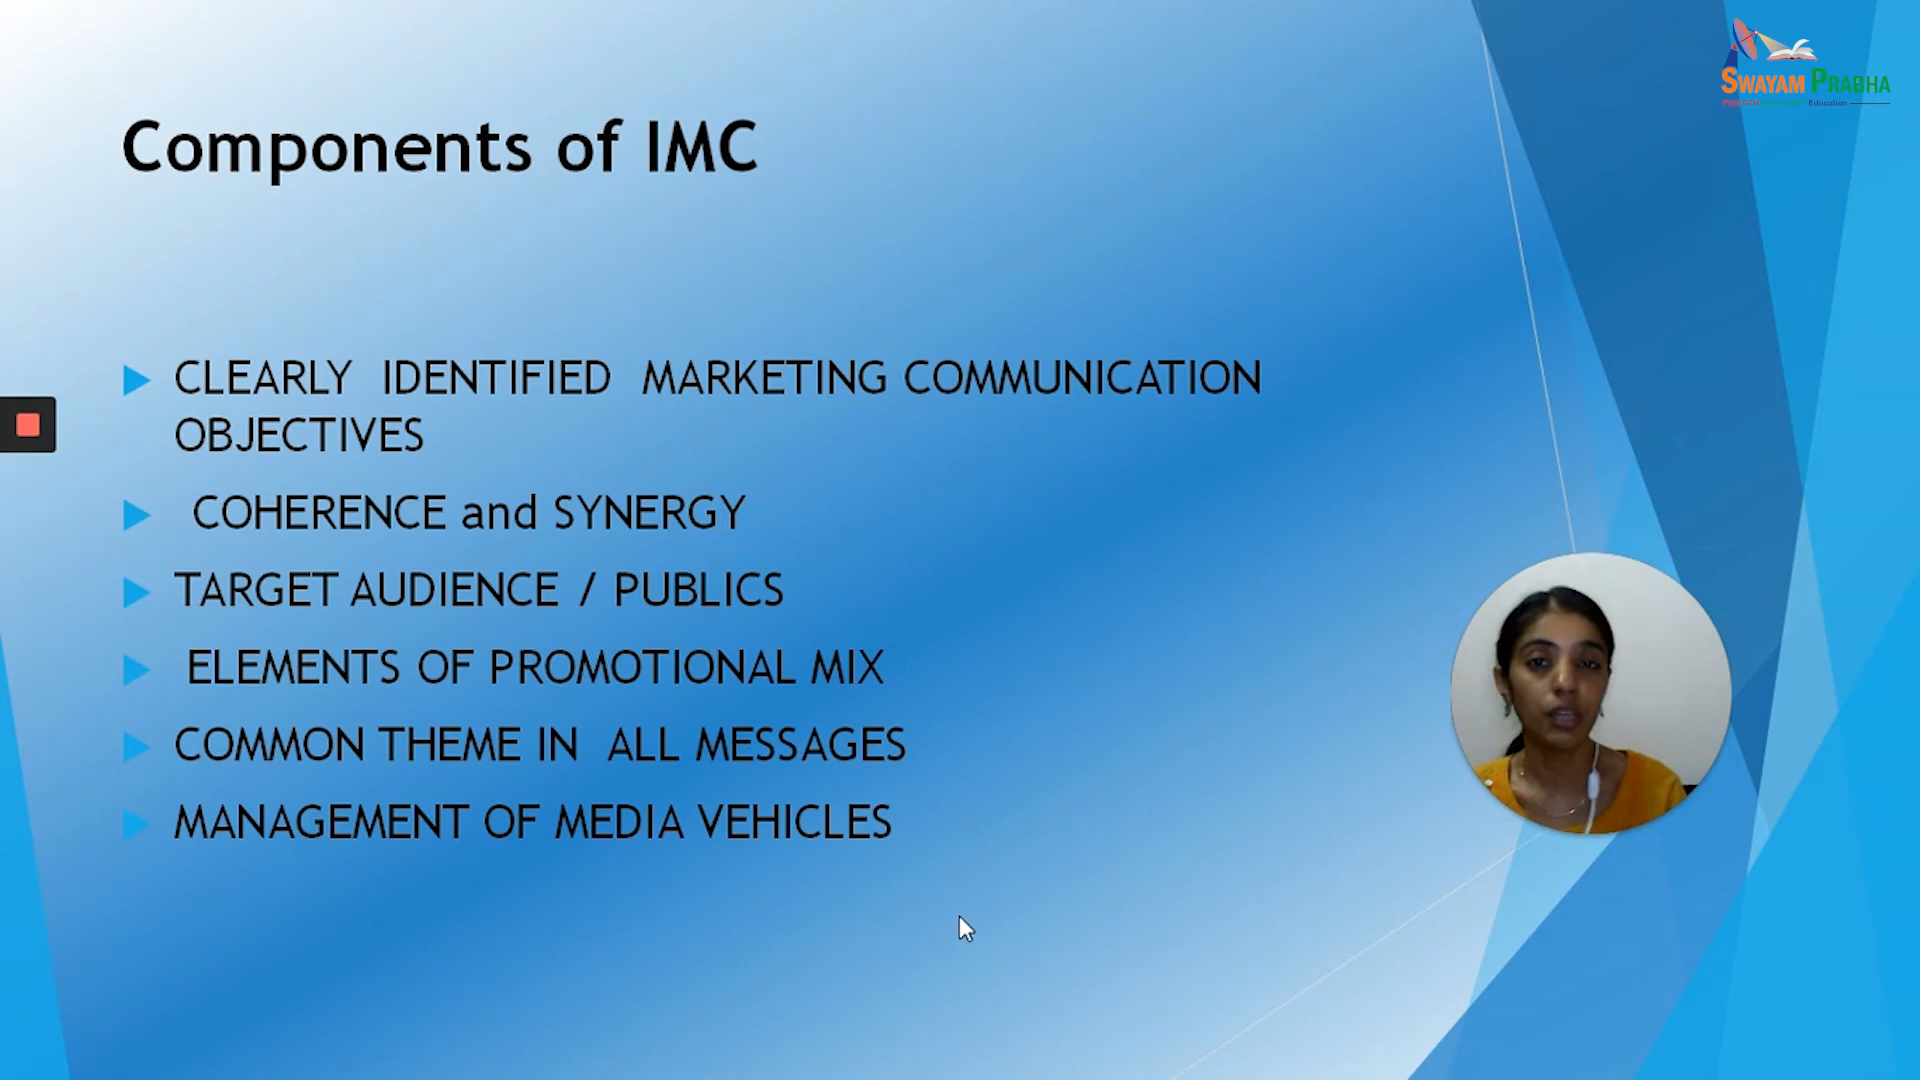 SWAYAM PRABHA
Education
Components of IMC
CLEARLY IDENTIFIED MARKETING COMMUNICATION
OBJECTIVES
COHERENCE and SYNERGY
TARGET AUDIENCE / PUBLICS
ELEMENTS OF PROMOTIONAL MIX
COMMON THEME IN ALL MESSAGES
MANAGEMENT OF MEDIA VEHICLES